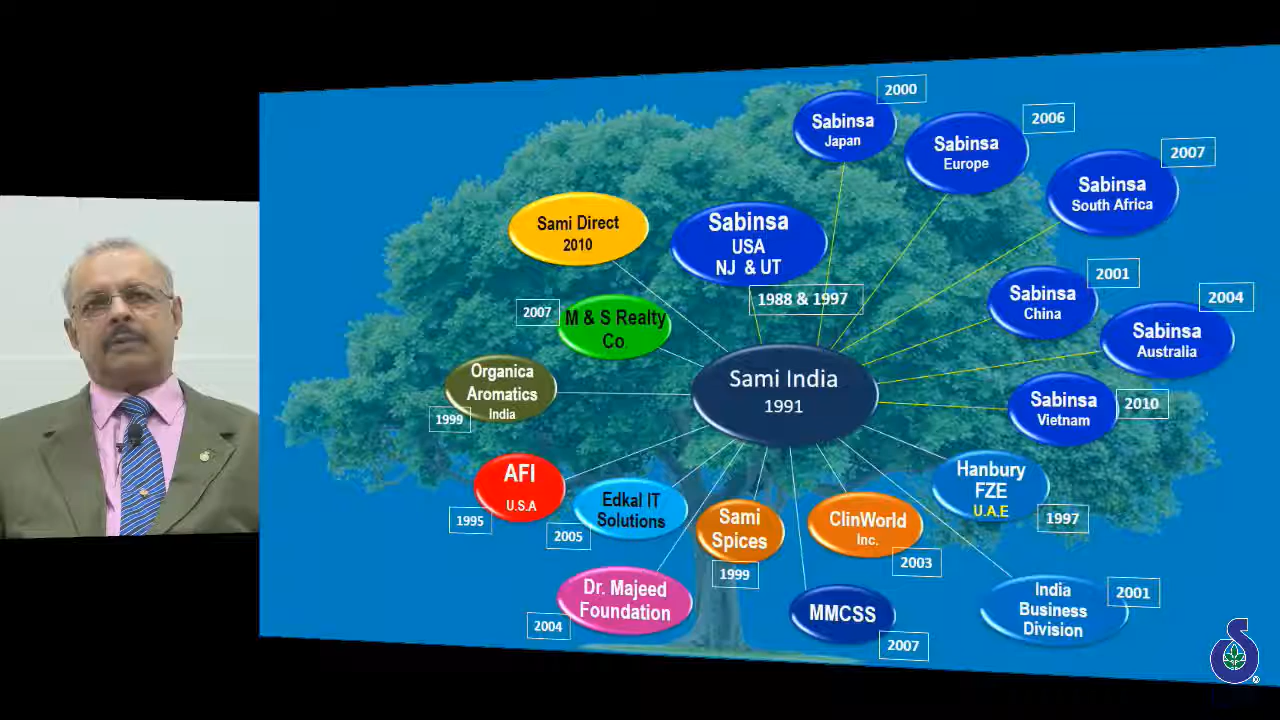 2000
Sabinsa
Japan
2006
Sabinsa
Europe
2007
Sabinsa
South Africa
Sami Direct
2010
Sabinsa
USA
NJ & UT
1988 & 1997
2001
Sabinsa
China
2004
Sabinsa
Australia
2007
M & S Realty
Co
Organica
Aromatics
India
1999
Sami India
1991
Sabinsa
Vietnam
2010
AFI
U.S.A
1995
Edkal IT
Solutions
2005
Sami
Spices
1999
ClinWorld
Inc.
2003
Hanbury
FZE
U.A.E
1997
Dr. Majeed
Foundation
2004
MMCSS
2007
India
Business
Division
2001
®